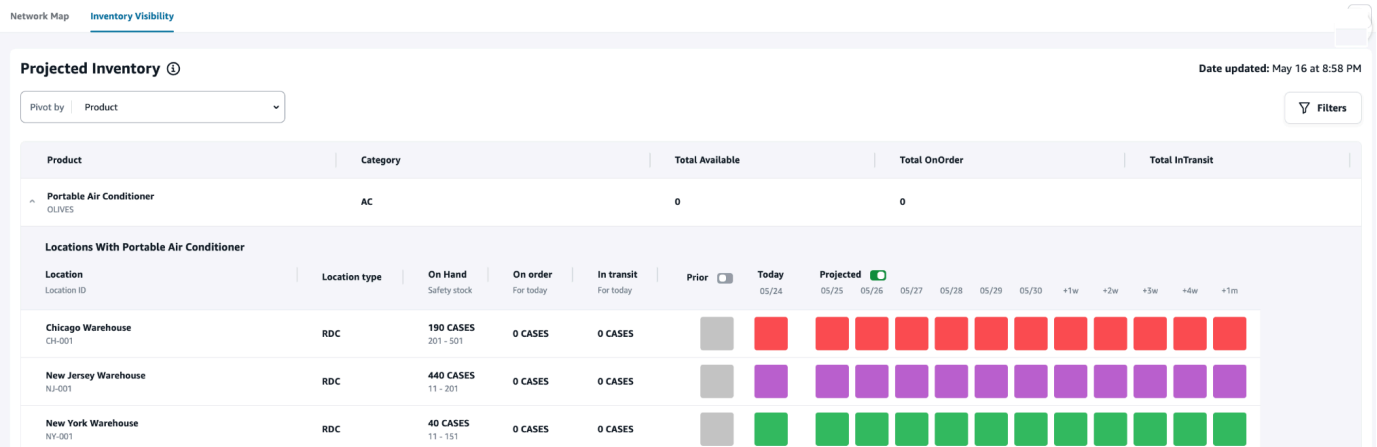 Network Map Inventory Visibility
Projected Inventory
Date updated: May 16 at 8:58 PM
Pivot by Product
Filters
Product Category Total Available Total OnOrder Total InTransit
Portable Air Conditioner
OLIVES
AC 0 0
Locations With Portable Air Conditioner
Location Location type On Hand On order In transit Prior Today Projected
Location ID Safety stock For today For today 05/24 05/25 05/26 05/27 05/28 05/29 05/30 +1w +2w +3w +4w +1m
Chicago Warehouse RDC 190 CASES 0 CASES 0 CASES
CH-001 201 - 501
New Jersey Warehouse RDC 440 CASES 0 CASES 0 CASES
NJ-001 11 - 201
New York Warehouse RDC 40 CASES 0 CASES 0 CASES
NY-001 11 - 151